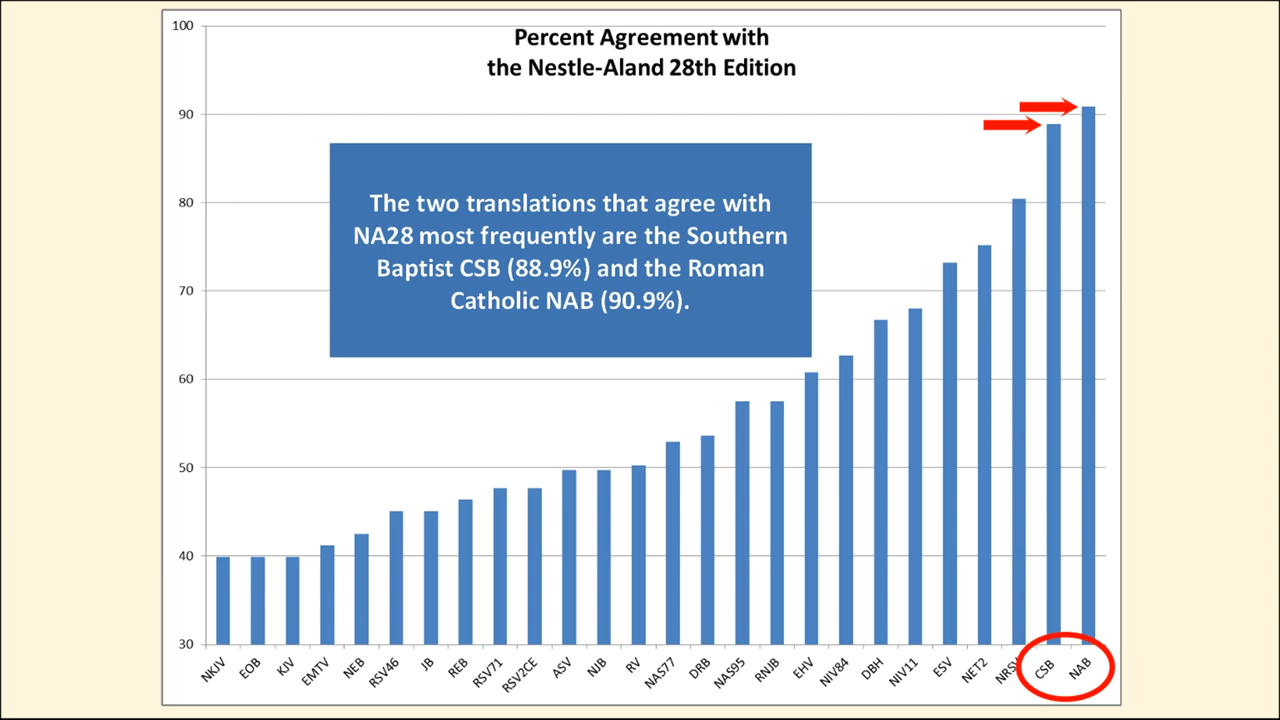 Percent Agreement with
the Nestle-Aland 28th Edition
100
90
80
70
60
50
40
30
The two translations that agree with
NA28 most frequently are the Southern
Baptist CSB (88.9%) and the Roman
Catholic NAB (90.9%).
NKJV
EOB
KJV
EMTV
NEB
RSV46
JB
REB
RSV71
RSV2CE
ASV
NJB
RV
NAS77
DRB
NAS95
RNJB
EHV
NIV84
DBH
NIV11
ESV
NET2
NRSV
CSB
NAB